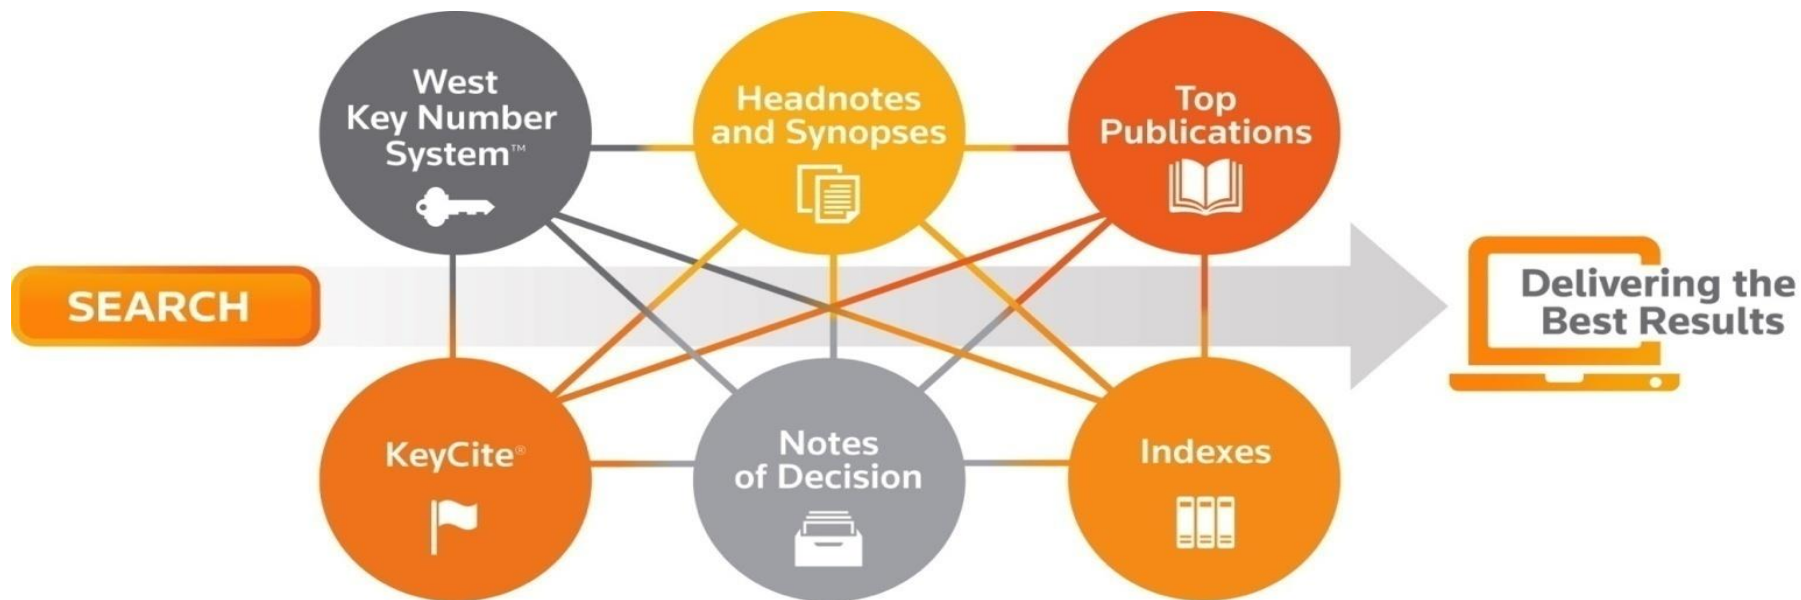 West
Key Number
System™
Headnotes
and Synopses
Top
Publications
SEARCH
Delivering the
Best Results
KeyCite®
Notes
of Decision
Indexes